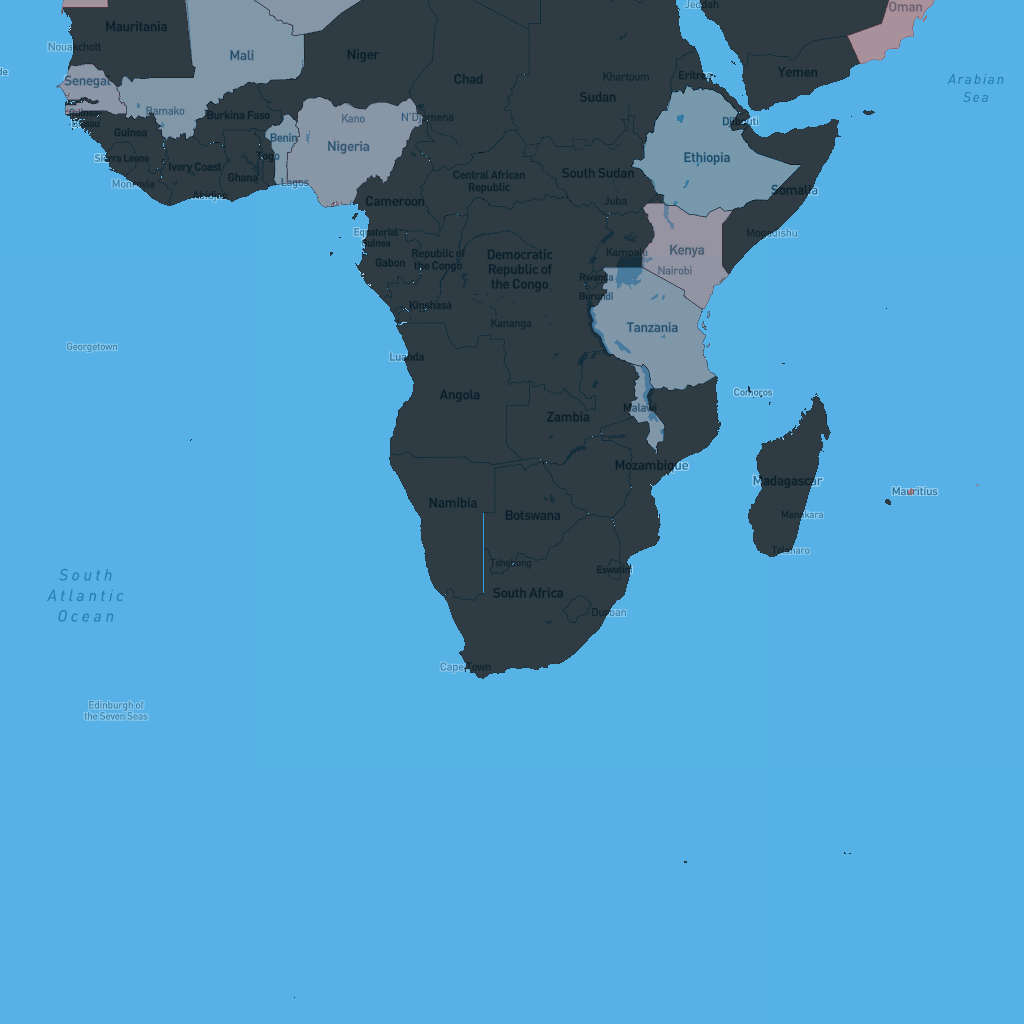 Jeddah
Oman
Mauritania
Nouakchott
Mali
Niger
de
Senegal
Chad
Khartoum
Eritrea
Yemen
Arabian
Sea
Sudan
Bamako
Guinea-
Bissau
Burkina Faso
Kano
N'Djamena
Djibouti
Guinea
Benin
Nigeria
Sierra Leone
Ivory Coast
Togo
Ghana
Ethiopia
Central African
Republic
South Sudan
Monrovia
Abidjan
Lagos
Somalia
Cameroon
Juba
Equatorial
Guinea
Mogadishu
Gabon
Republic of
the Congo
Democratic
Republic of
the Congo
Kampala
Kenya
Nairobi
Rwanda
Burundi
Kinshasa
Kananga
Tanzania
Georgetown
Luanda
Angola
Comoros
Malawi
Zambia
Mozambique
Madagascar
Mauritius
Namibia
Botswana
Manakara
Tolanaro
Tshabong
Eswatini
South
Atlantic
Ocean
South Africa
Durban
Cape Town
Edinburgh of
the Seven Seas